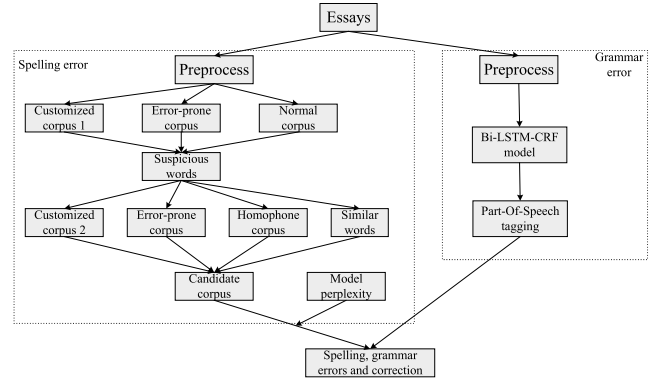 Essays
Spelling error
Preprocess
Preprocess
Grammar
error
Customized
corpus 1
Error-prone
corpus
Normal
corpus
Bi-LSTM-CRF
model
Suspicious
words
Customized
corpus 2
Error-prone
corpus
Homophone
corpus
Similar
words
Part-Of-Speech
tagging
Candidate
corpus
Model
perplexity
Spelling, grammar
errors and correction